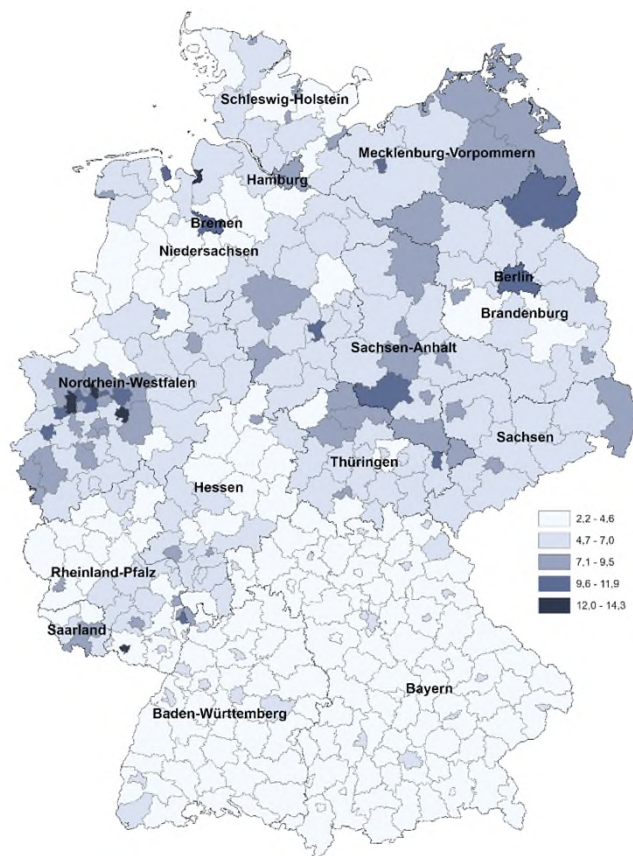 Schleswig-Holstein
Mecklenburg-Vorpommern
Hamburg
Bremen
Niedersachsen
Berlin
Brandenburg
Sachsen-Anhalt
Nordrhein-Westfalen
Sachsen
Thüringen
Hessen
2,2 - 4,6
4,7 - 7,0
7,1 - 9,5
9,6 - 11,9
12,0 - 14,3
Rheinland-Pfalz
Saarland
Bayern
Baden-Württemberg